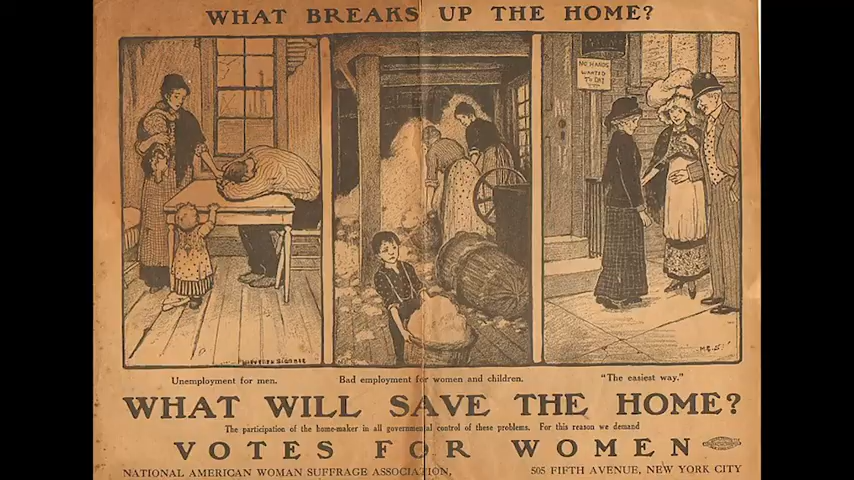 WHAT BREAKS UP THE HOME?
NO HANDS
WANTED
TO DAY
Unemployment for men.
Bad employment for women and children.
"The easiest way."
WHAT WILL SAVE THE HOME?
The participation of the home-maker in all governmental control of these problems. For this reason we demand
VOTES FOR WOMEN
NATIONAL AMERICAN WOMAN SUFFRAGE ASSOCIATION,
505 FIFTH AVENUE, NEW YORK CITY